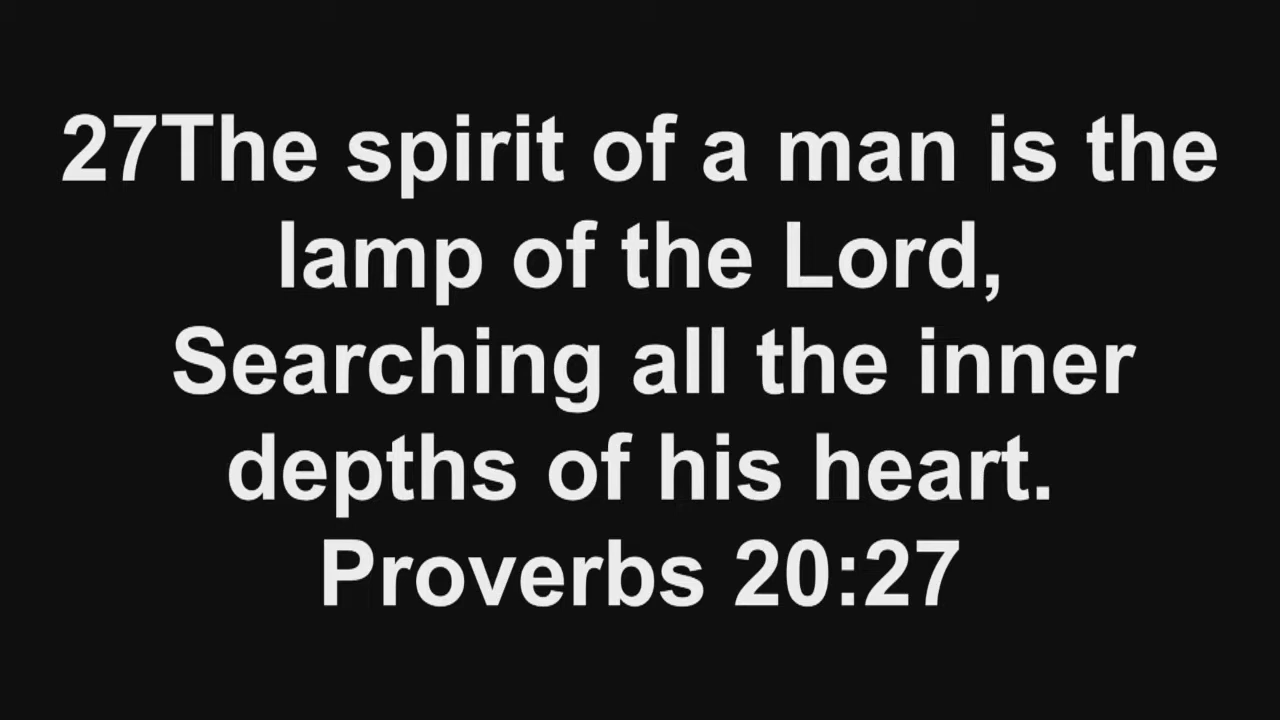 27The spirit of a man is the
lamp of the Lord,
Searching all the inner
depths of his heart.
Proverbs 20:27